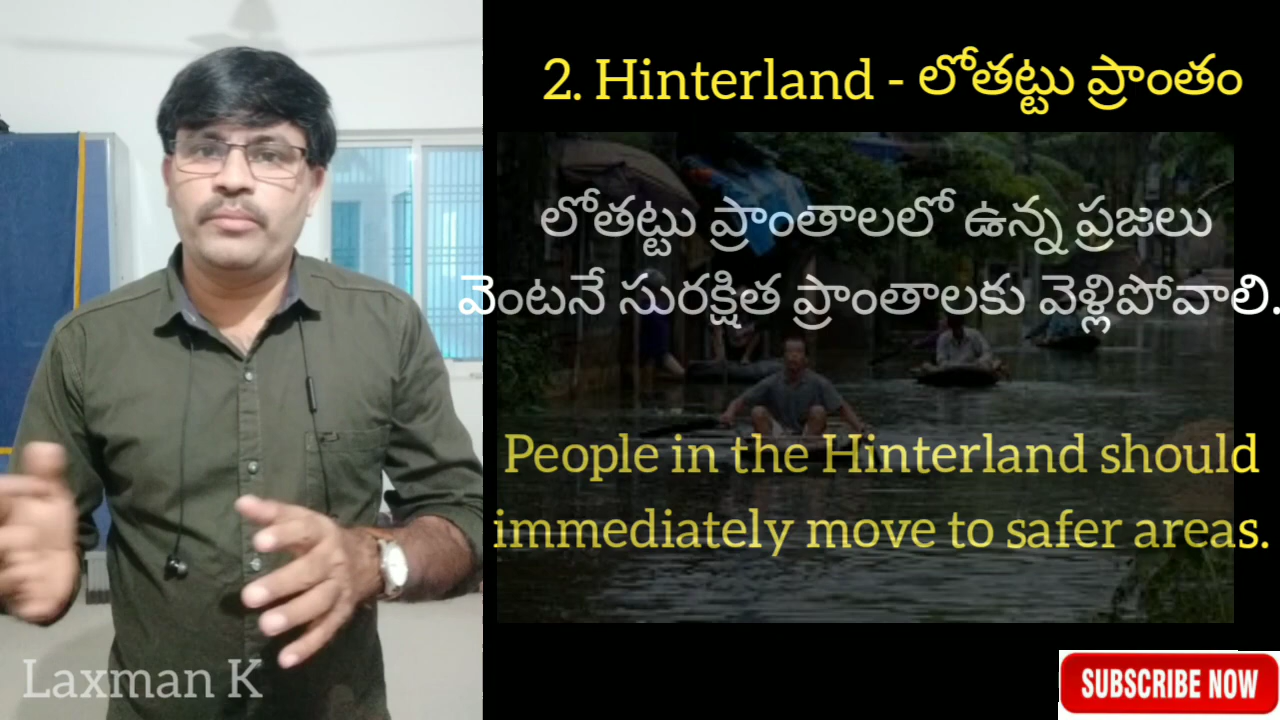 2. Hinterland - లోతట్టు ప్రాంతం
లోతట్టు ప్రాంతాలలో ఉన్న ప్రజలు
వెంటనే సురక్షిత ప్రాంతాలకు వెళ్లిపోవాలి.
People in the Hinterland should
immediately move to safer areas.
Laxman K
SUBSCRIBE NOW